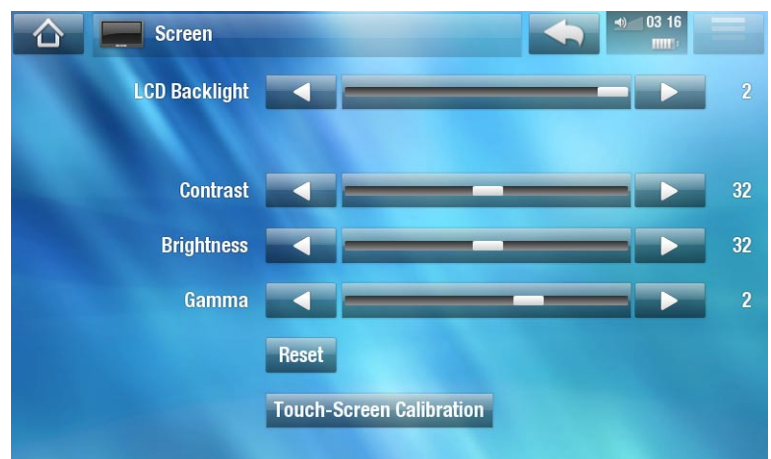 Screen
03 16
LCD Backlight 2
Contrast 32
Brightness 32
Gamma 2
Reset
Touch-Screen Calibration